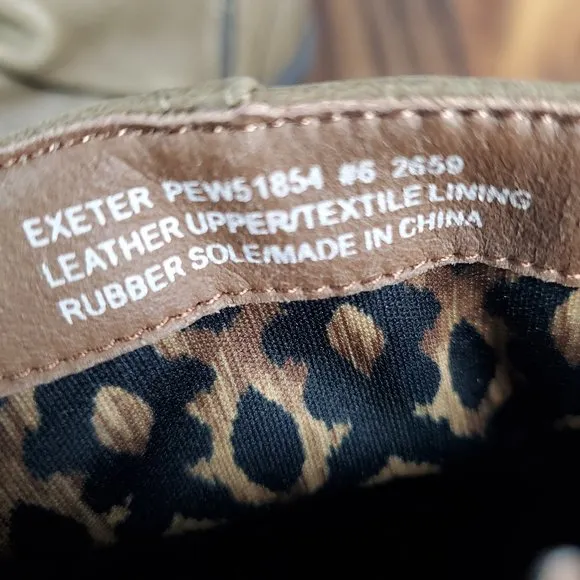 EXETER PEW51854 #6 2659
LEATHER UPPER/TEXTILE LINING
RUBBER SOLE/MADE IN CHINA